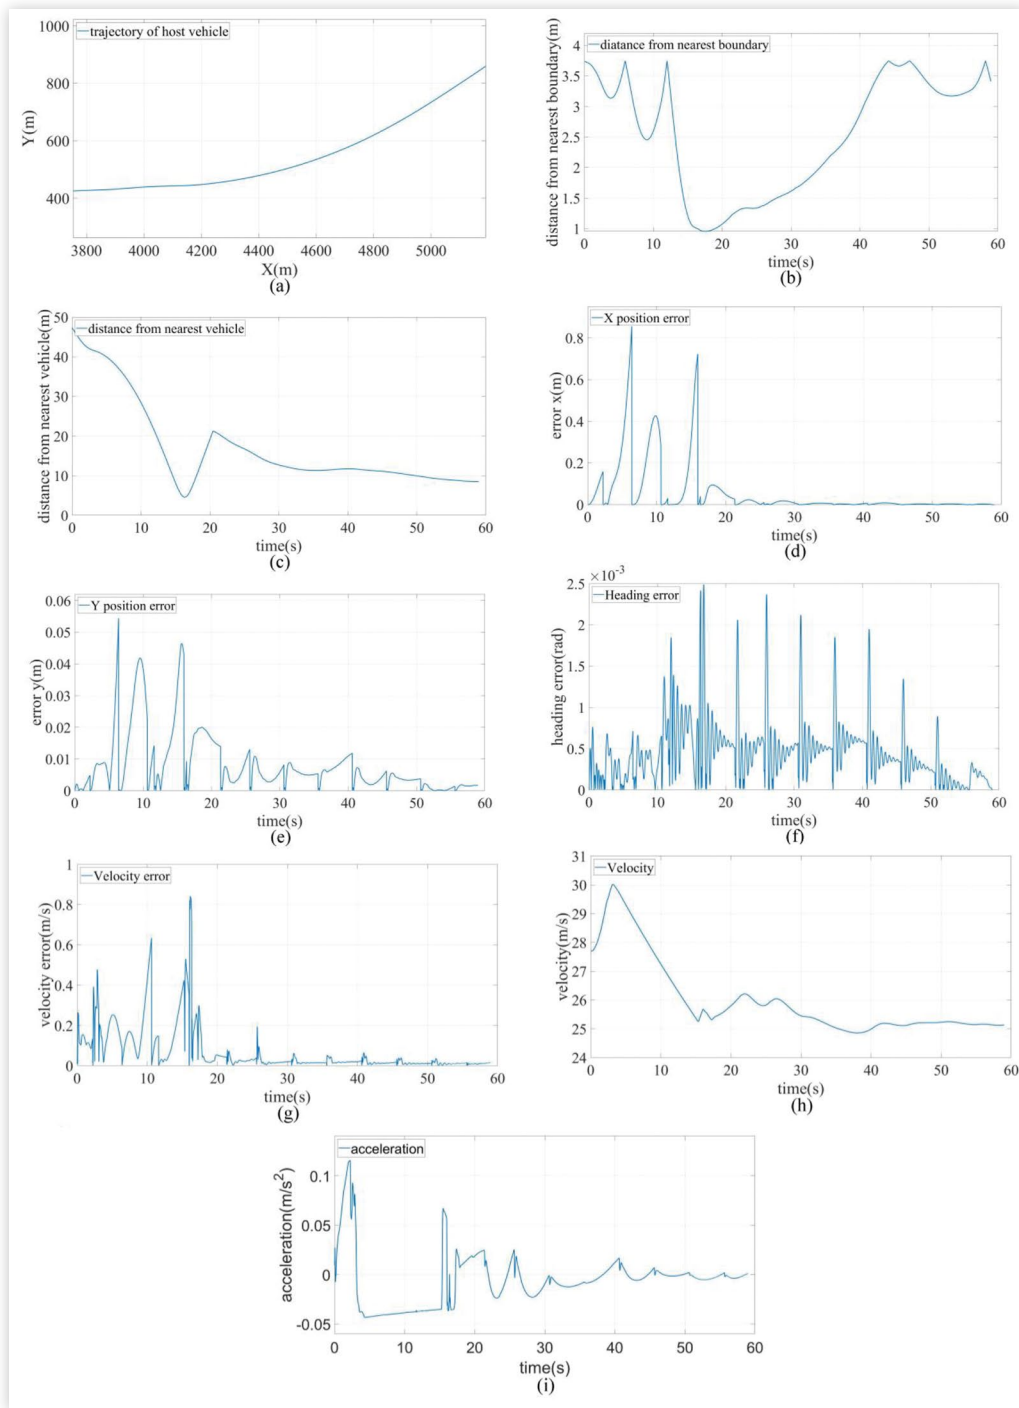 trajectory of host vehicle
1000
800
600
400
Y(m)
3800 4000 4200 4400 4600 4800 5000
X(m)
(a)
diatance from nearest boundary
4
3.5
3
2.5
2
1.5
1
distance from nearest boundary(m)
0 10 20 30 40 50 60
time(s)
(b)
distance from nearest vehicle
50
40
30
20
10
0
distance from nearest vehicle(m)
0 10 20 30 40 50 60
time(s)
(c)
X position error
0.8
0.6
0.4
0.2
0
error x(m)
0 10 20 30 40 50 60
time(s)
(d)
Y position error
0.06
0.05
0.04
0.03
0.02
0.01
0
error y(m)
0 10 20 30 40 50 60
time(s)
(e)
×10⁻³
Heading error
2.5
2
1.5
1
0.5
0
heading error(rad)
0 10 20 30 40 50 60
time(s)
(f)
Velocity error
1
0.8
0.6
0.4
0.2
0
velocity error(m/s)
0 10 20 30 40 50 60
time(s)
(g)
Velocity
31
30
29
28
27
26
25
24
velocity(m/s)
0 10 20 30 40 50 60
time(s)
(h)
acceleration
0.1
0.05
0
-0.05
acceleration(m/s²)
0 10 20 30 40 50 60
time(s)
(i)